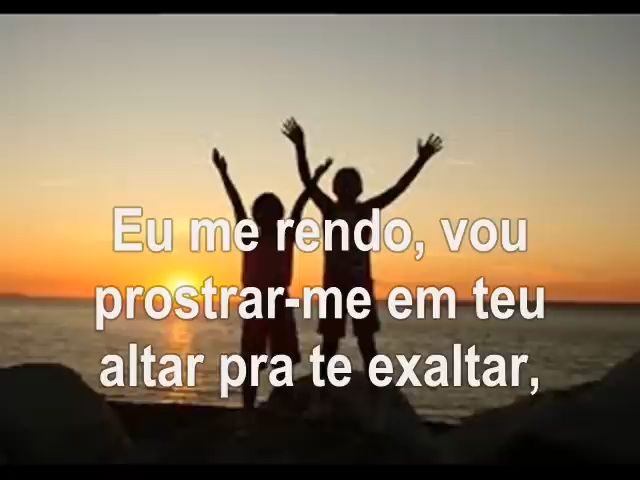 Eu me rendo, vou
prostrar-me em teu
altar pra te exaltar,